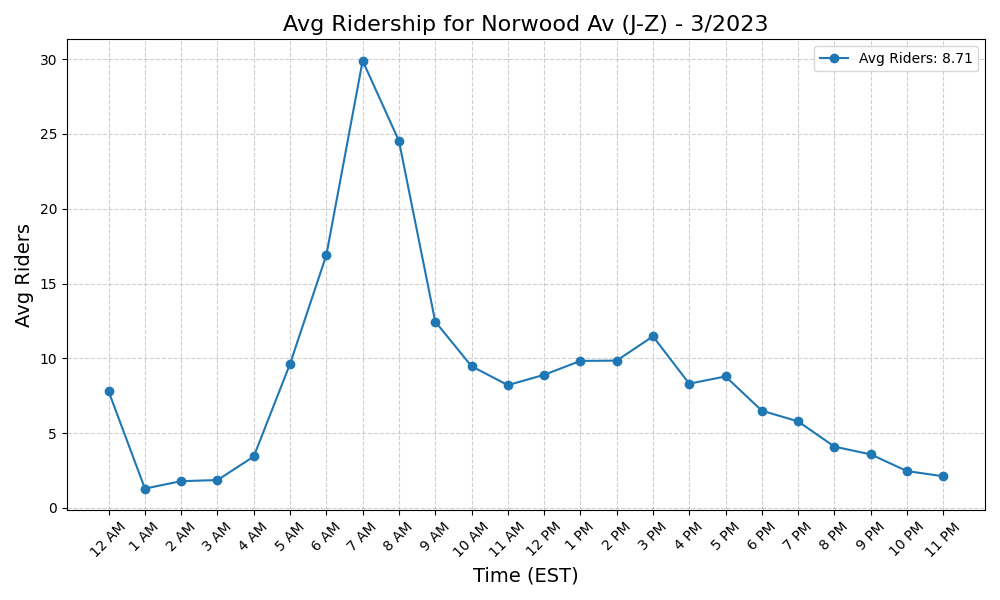 Avg Ridership for Norwood Av (J-Z) - 3/2023
Avg Riders: 8.71
Avg Riders
30
25
20
15
10
5
0
12 AM
1 AM
2 AM
3 AM
4 AM
5 AM
6 AM
7 AM
8 AM
9 AM
10 AM
11 AM
12 PM
1 PM
2 PM
3 PM
4 PM
5 PM
6 PM
7 PM
8 PM
9 PM
10 PM
11 PM
Time (EST)